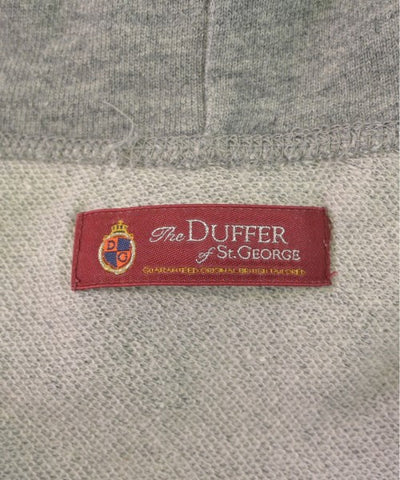 The DUFFER
of ST. GEORGE
GUARANTEED ORIGINAL BRITISH TAILORED
D
G